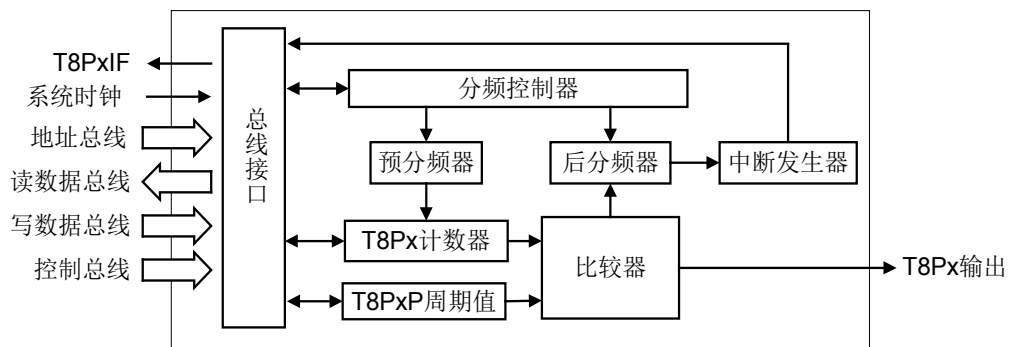 T8PxIF
系统时钟
地址总线
读数据总线
写数据总线
控制总线
总线接口
分频控制器
预分频器
后分频器
中断发生器
T8Px计数器
T8PxP周期值
比较器
T8Px输出